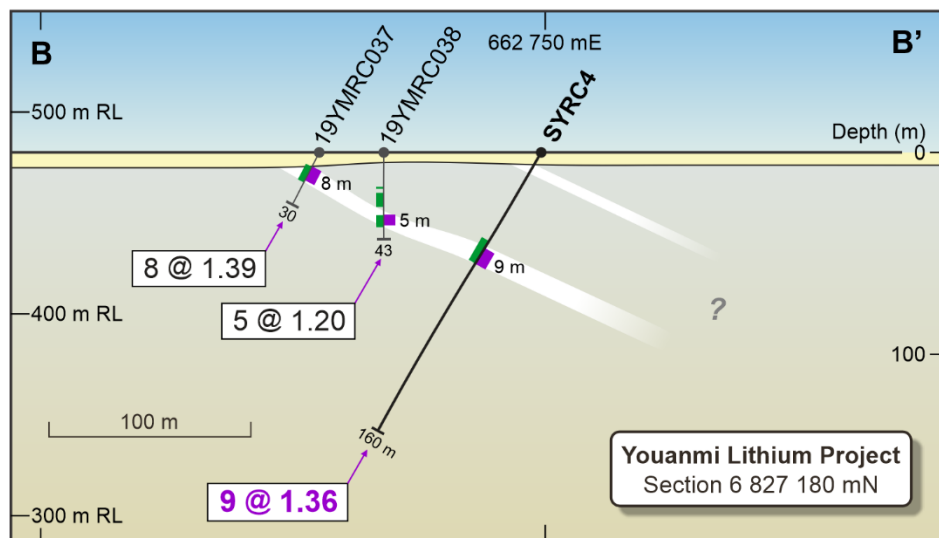 B
19YMRC037
19YMRC038
662 750 mE
SYRC4
B’
500 m RL
Depth (m)
0
8 m
30
5 m
43
9 m
8 @ 1.39
5 @ 1.20
400 m RL
?
100
100 m
160 m
9 @ 1.36
Youanmi Lithium Project
Section 6 827 180 mN
300 m RL